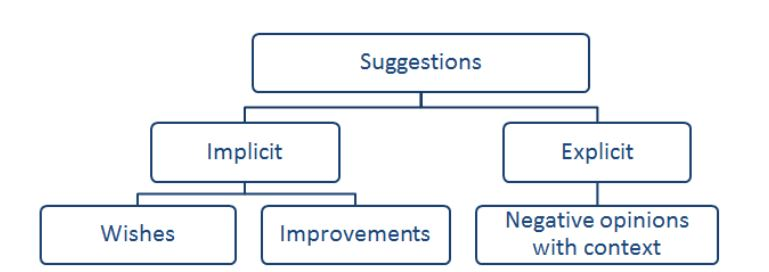 Suggestions
Implicit
Explicit
Wishes
Improvements
Negative opinions
with context